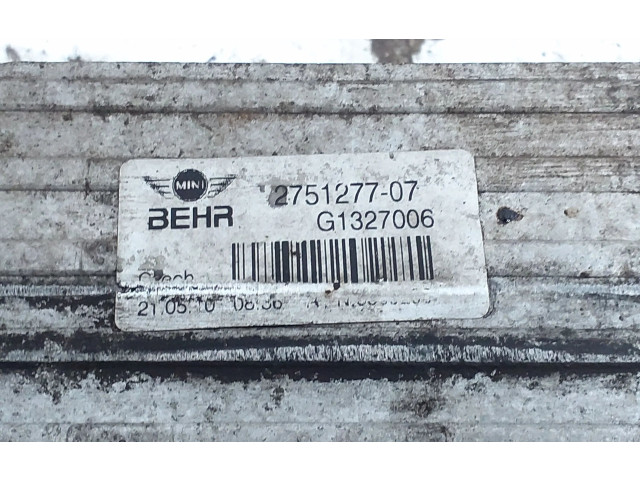 MINI
2751277-07
BEHR
G1327006
Czech
21.05.10 08:36